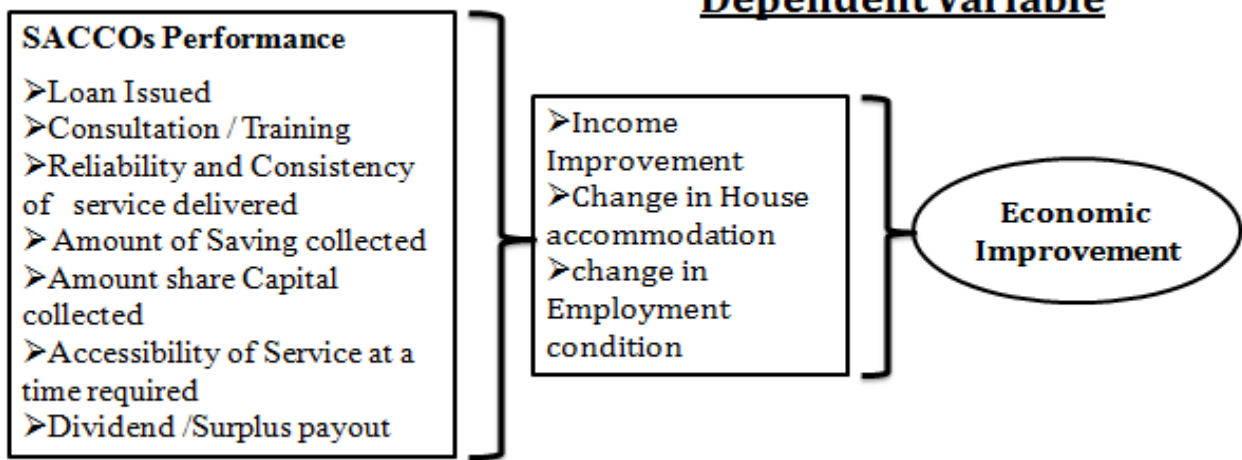 Dependent Variable
SACCOs Performance
➢Loan Issued
➢Consultation / Training
➢Reliability and Consistency
of service delivered
➢ Amount of Saving collected
➢Amount share Capital
collected
➢Accessibility of Service at a
time required
➢Dividend /Surplus payout
➢Income
Improvement
➢Change in House
accommodation
➢change in
Employment
condition
Economic
Improvement